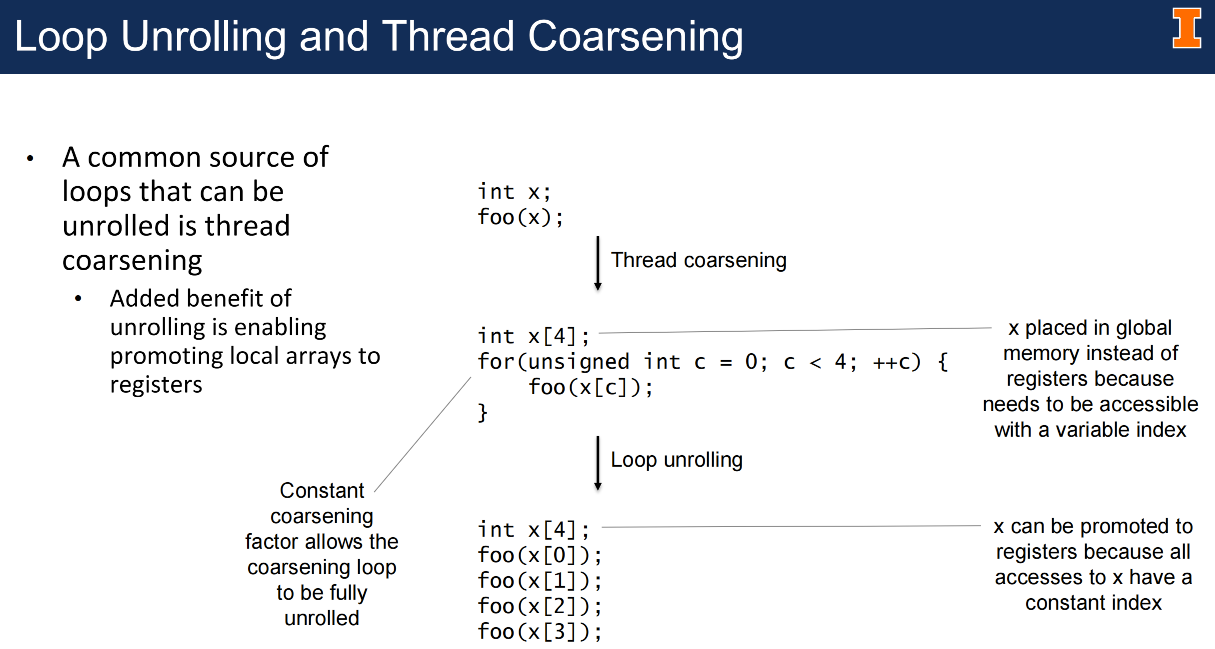 Loop Unrolling and Thread Coarsening
• A common source of
loops that can be
unrolled is thread
coarsening
• Added benefit of
unrolling is enabling
promoting local arrays to
registers
int x;
foo(x);
Thread coarsening
int x[4];
for(unsigned int c = 0; c < 4; ++c) {
foo(x[c]);
}
x placed in global
memory instead of
registers because
needs to be accessible
with a variable index
Loop unrolling
Constant
coarsening
factor allows the
coarsening loop
to be fully
unrolled
int x[4];
foo(x[0]);
foo(x[1]);
foo(x[2]);
foo(x[3]);
x can be promoted to
registers because all
accesses to x have a
constant index